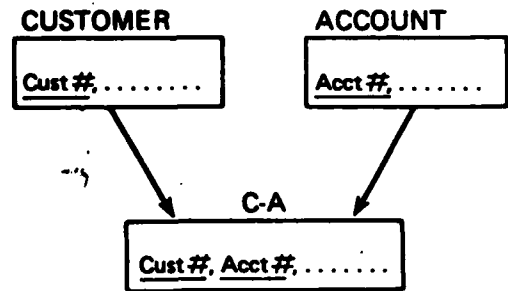 CUSTOMER ACCOUNT
Cust #, ........ Acct #, .......
C-A
Cust #, Acct #, .......